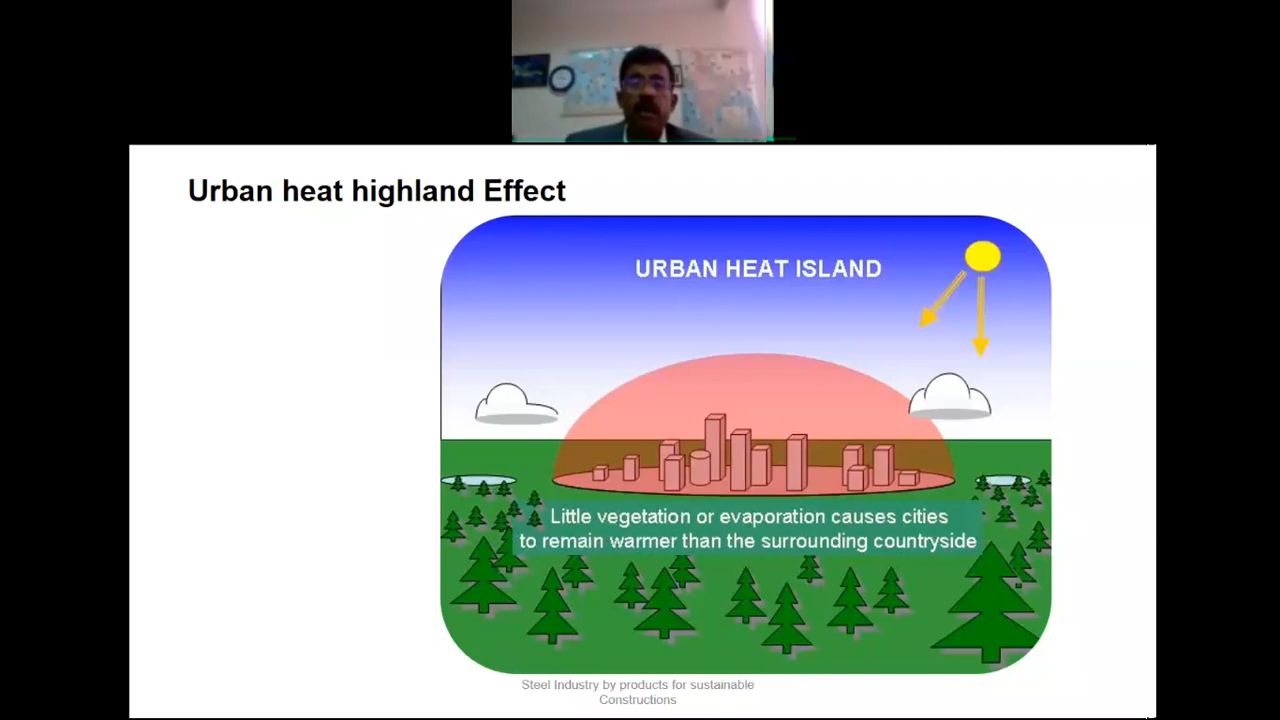 Urban heat highland Effect
URBAN HEAT ISLAND
Little vegetation or evaporation causes cities
to remain warmer than the surrounding countryside
Steel Industry by products for sustainable
Constructions